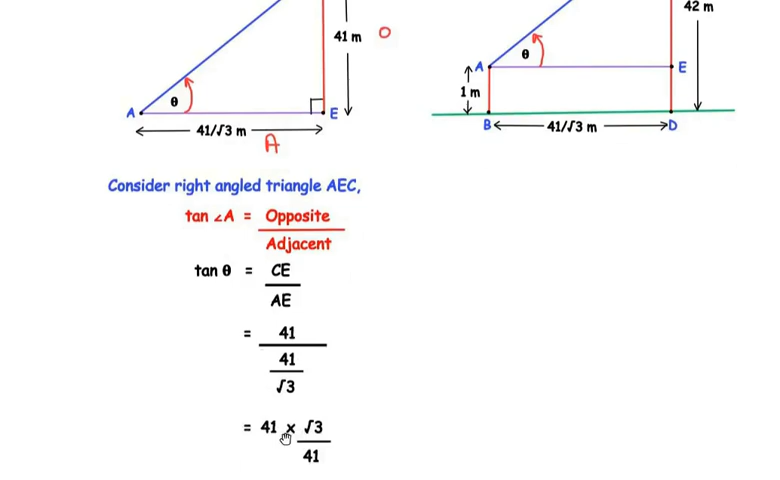 41 m
O
A
θ
E
41/√3 m
A
42 m
A
θ
E
1 m
B
41/√3 m
D
Consider right angled triangle AEC,
tan ∠A = Opposite
Adjacent
tan θ = CE
AE
= 41
41
√3
= 41 × √3
41